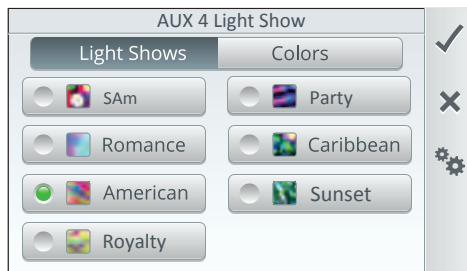 AUX 4 Light Show
Light Shows Colors
SAm Party
Romance Caribbean
American Sunset
Royalty